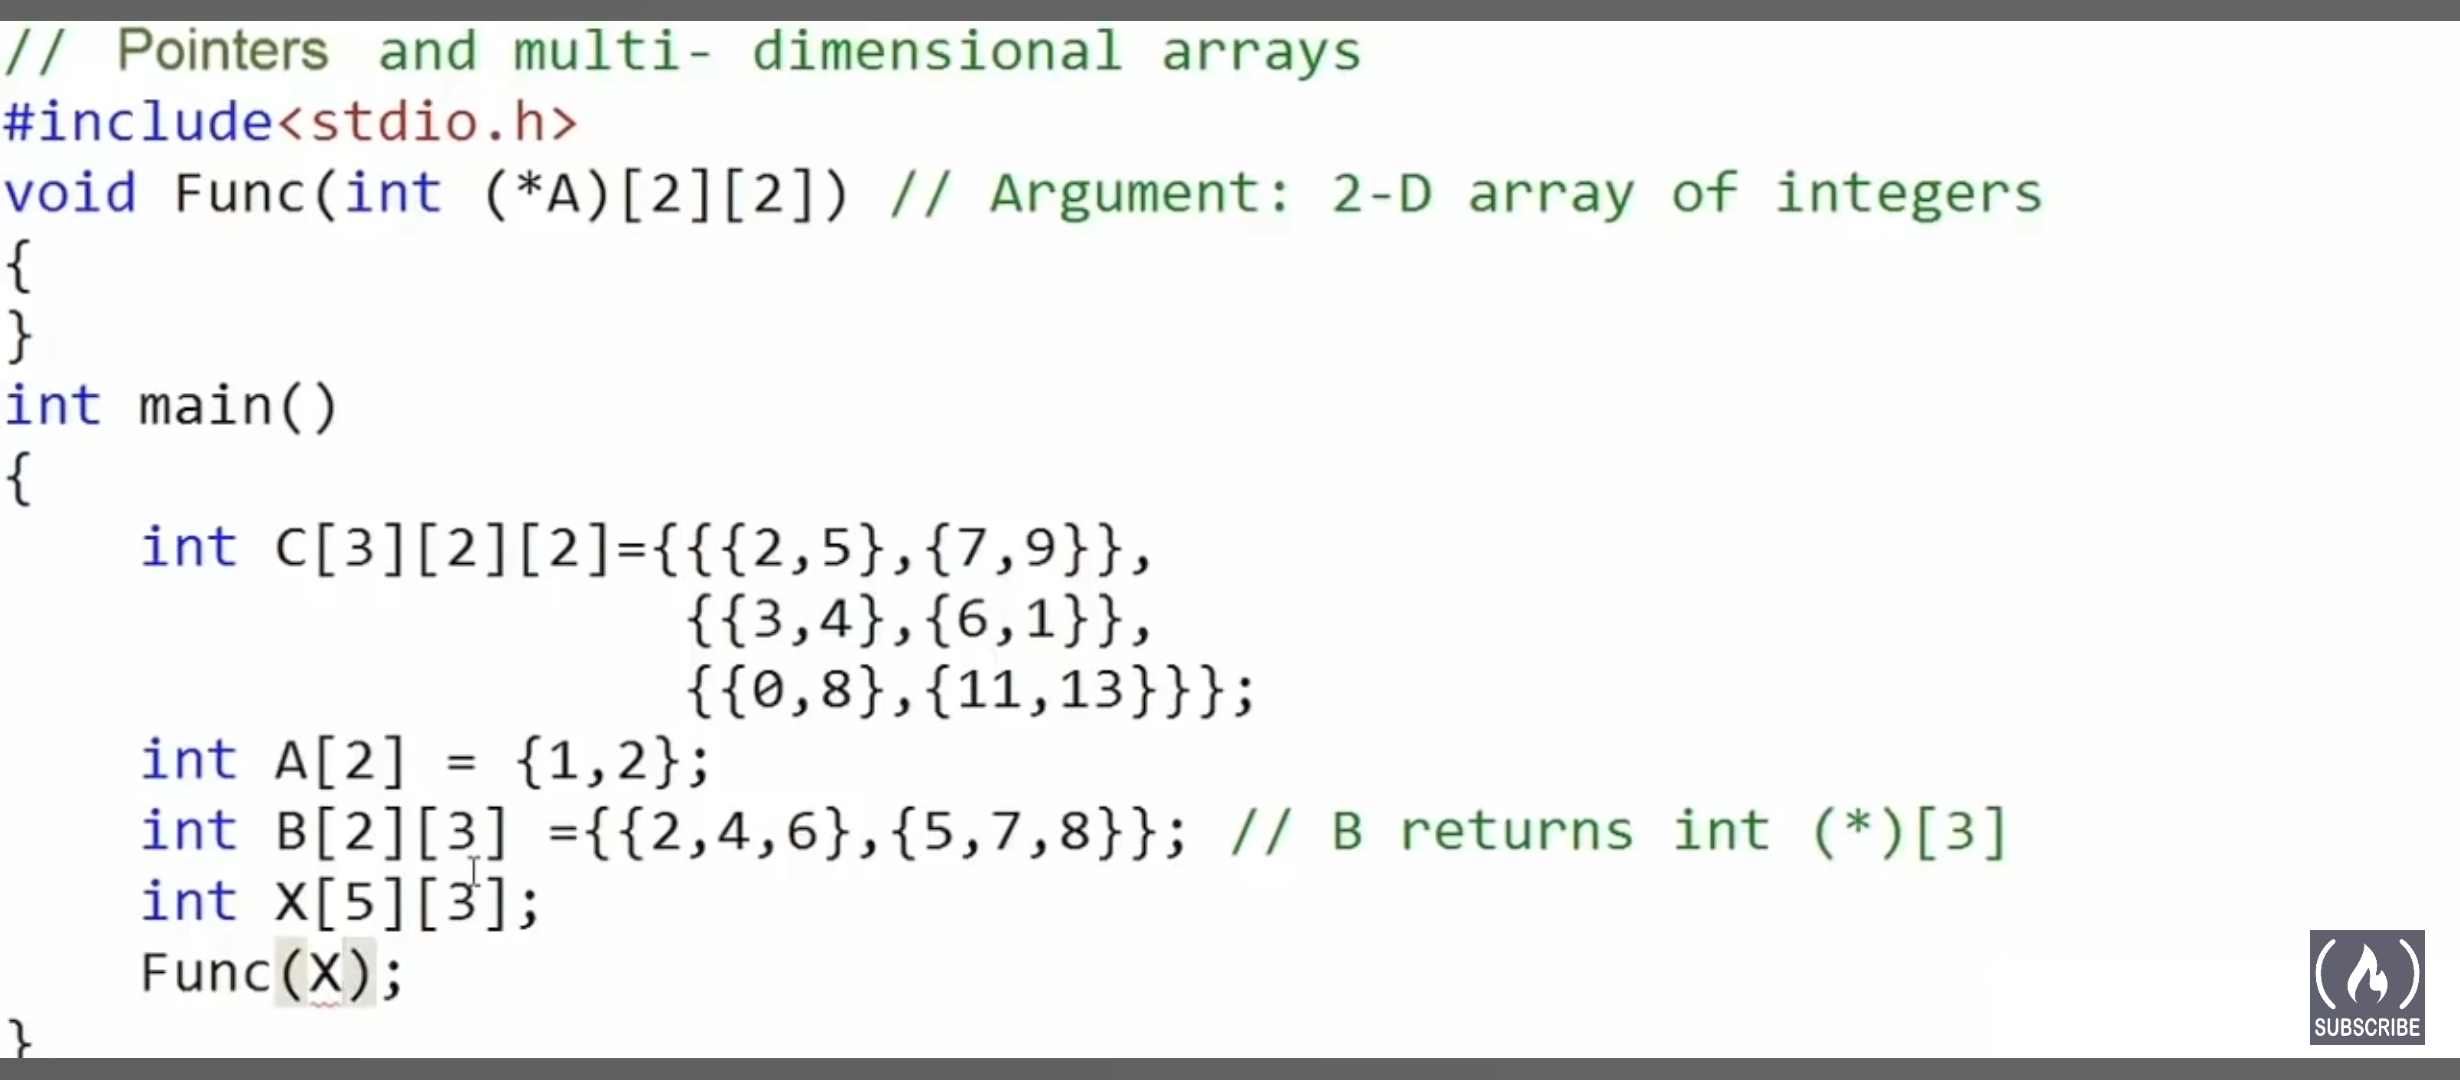 // Pointers and multi- dimensional arrays
#include<stdio.h>
void Func(int (*A)[2][2]) // Argument: 2-D array of integers
{
}
int main()
{
int C[3][2][2]={{{2,5},{7,9}},
{{3,4},{6,1}},
{{0,8},{11,13}}};
int A[2] = {1,2};
int B[2][3] ={{2,4,6},{5,7,8}}; // B returns int (*)[3]
int X[5][3];
Func(X);
}
SUBSCRIBE